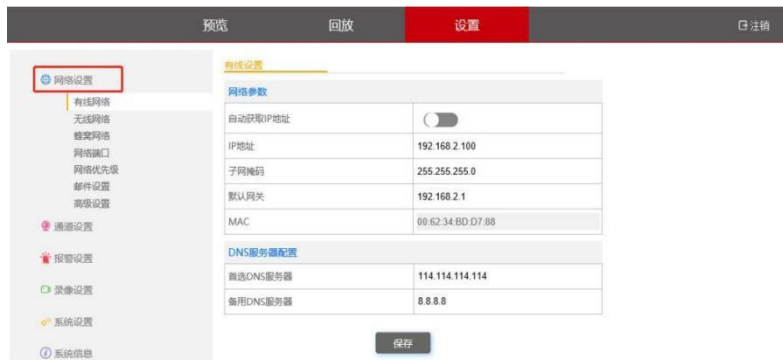 预览 回放 设置 注销
网络设置
有线网络
无线网络
蜂窝网络
网络端口
网络优先级
邮件设置
高级设置
通道设置
报警设置
录像设置
系统设置
系统信息
有线设置
网络参数
自动获取IP地址
IP地址 192.168.2.100
子网掩码 255.255.255.0
默认网关 192.168.2.1
MAC 00:62:34:BD:D7:88
DNS服务器配置
首选DNS服务器 114.114.114.114
备用DNS服务器 8.8.8.8
保存